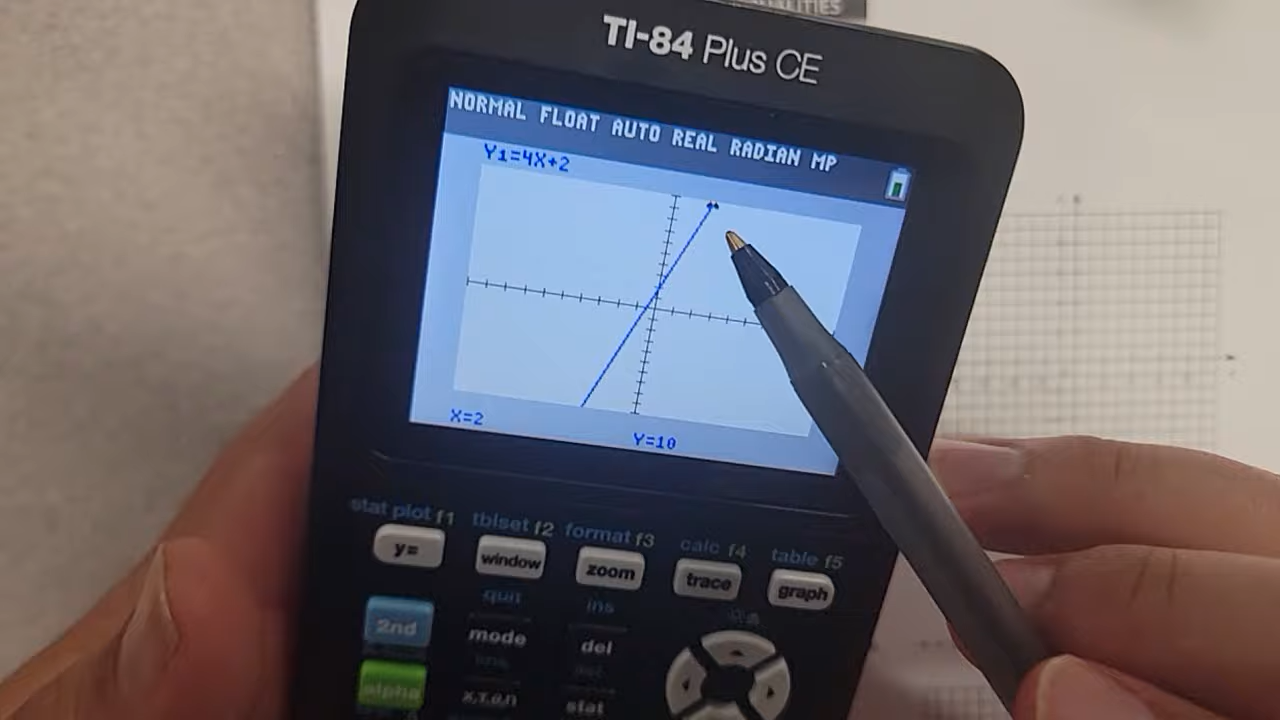 ALITIES
TI-84 Plus CE
NORMAL FLOAT AUTO REAL RADIAN MP
Y1=4X+2
X=2
Y=10
stat plot f1 tblset f2 format f3 calc f4 table f5
y= window zoom trace graph
quit ins
2nd mode del
alpha X,T,θ,n stat